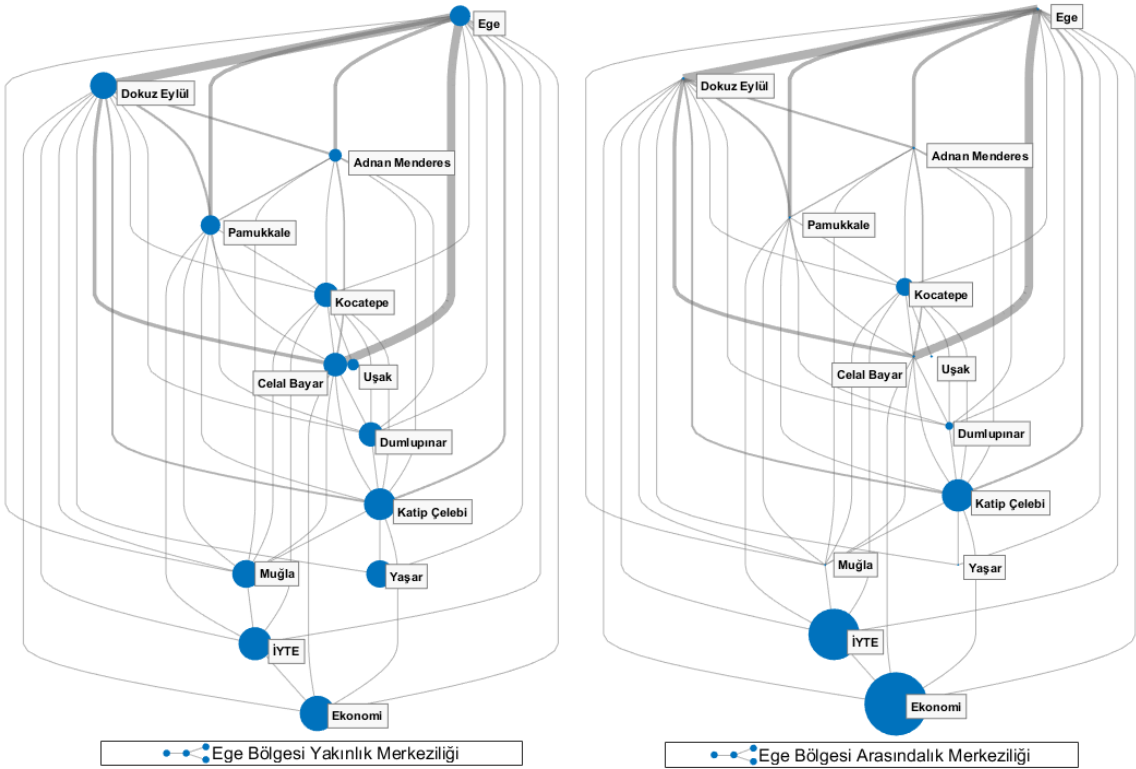 Ege
Dokuz Eylül
Adnan Menderes
Pamukkale
Kocatepe
Celal Bayar
Uşak
Dumlupınar
Katip Çelebi
Muğla
Yaşar
İYTE
Ekonomi
Ege Bölgesi Yakınlık Merkeziliği
Ege
Dokuz Eylül
Adnan Menderes
Pamukkale
Kocatepe
Celal Bayar
Uşak
Dumlupınar
Katip Çelebi
Muğla
Yaşar
İYTE
Ekonomi
Ege Bölgesi Arasındalık Merkeziliği